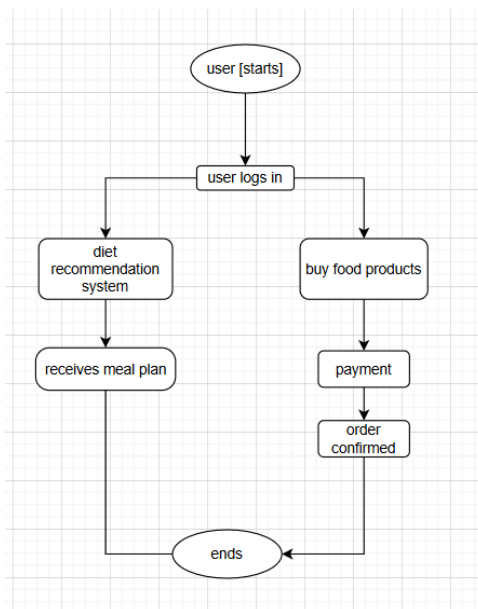 user [starts]
user logs in
diet
recommendation
system
receives meal plan
buy food products
payment
order
confirmed
ends